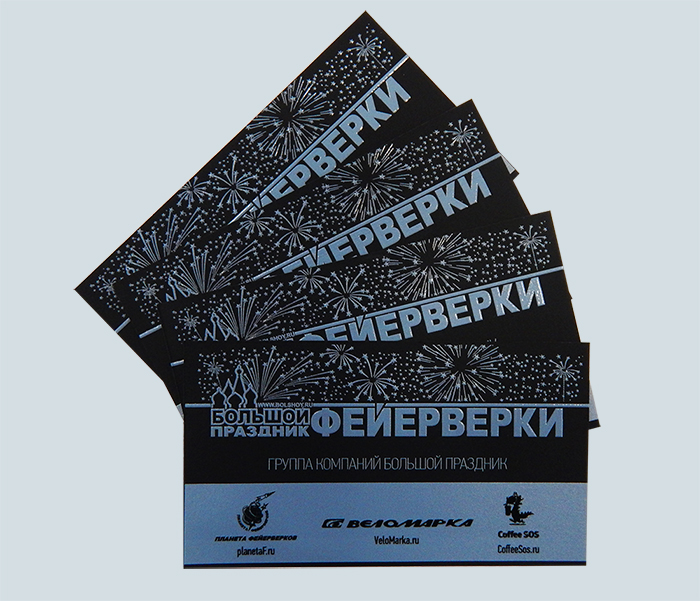 ФЕЙЕРВЕРКИ
ФЕЙЕРВЕРКИ
ФЕЙЕРВЕРКИ
WWW.BOLSHOY.RU
БОЛЬШОЙ
ПРАЗДНИК
ФЕЙЕРВЕРКИ
ГРУППА КОМПАНИЙ БОЛЬШОЙ ПРАЗДНИК
ПЛАНЕТА ФЕЙЕРВЕРКОВ
planetaF.ru
ВЕЛОМАРКА
VeloMarka.ru
Coffee SOS
CoffeeSos.ru